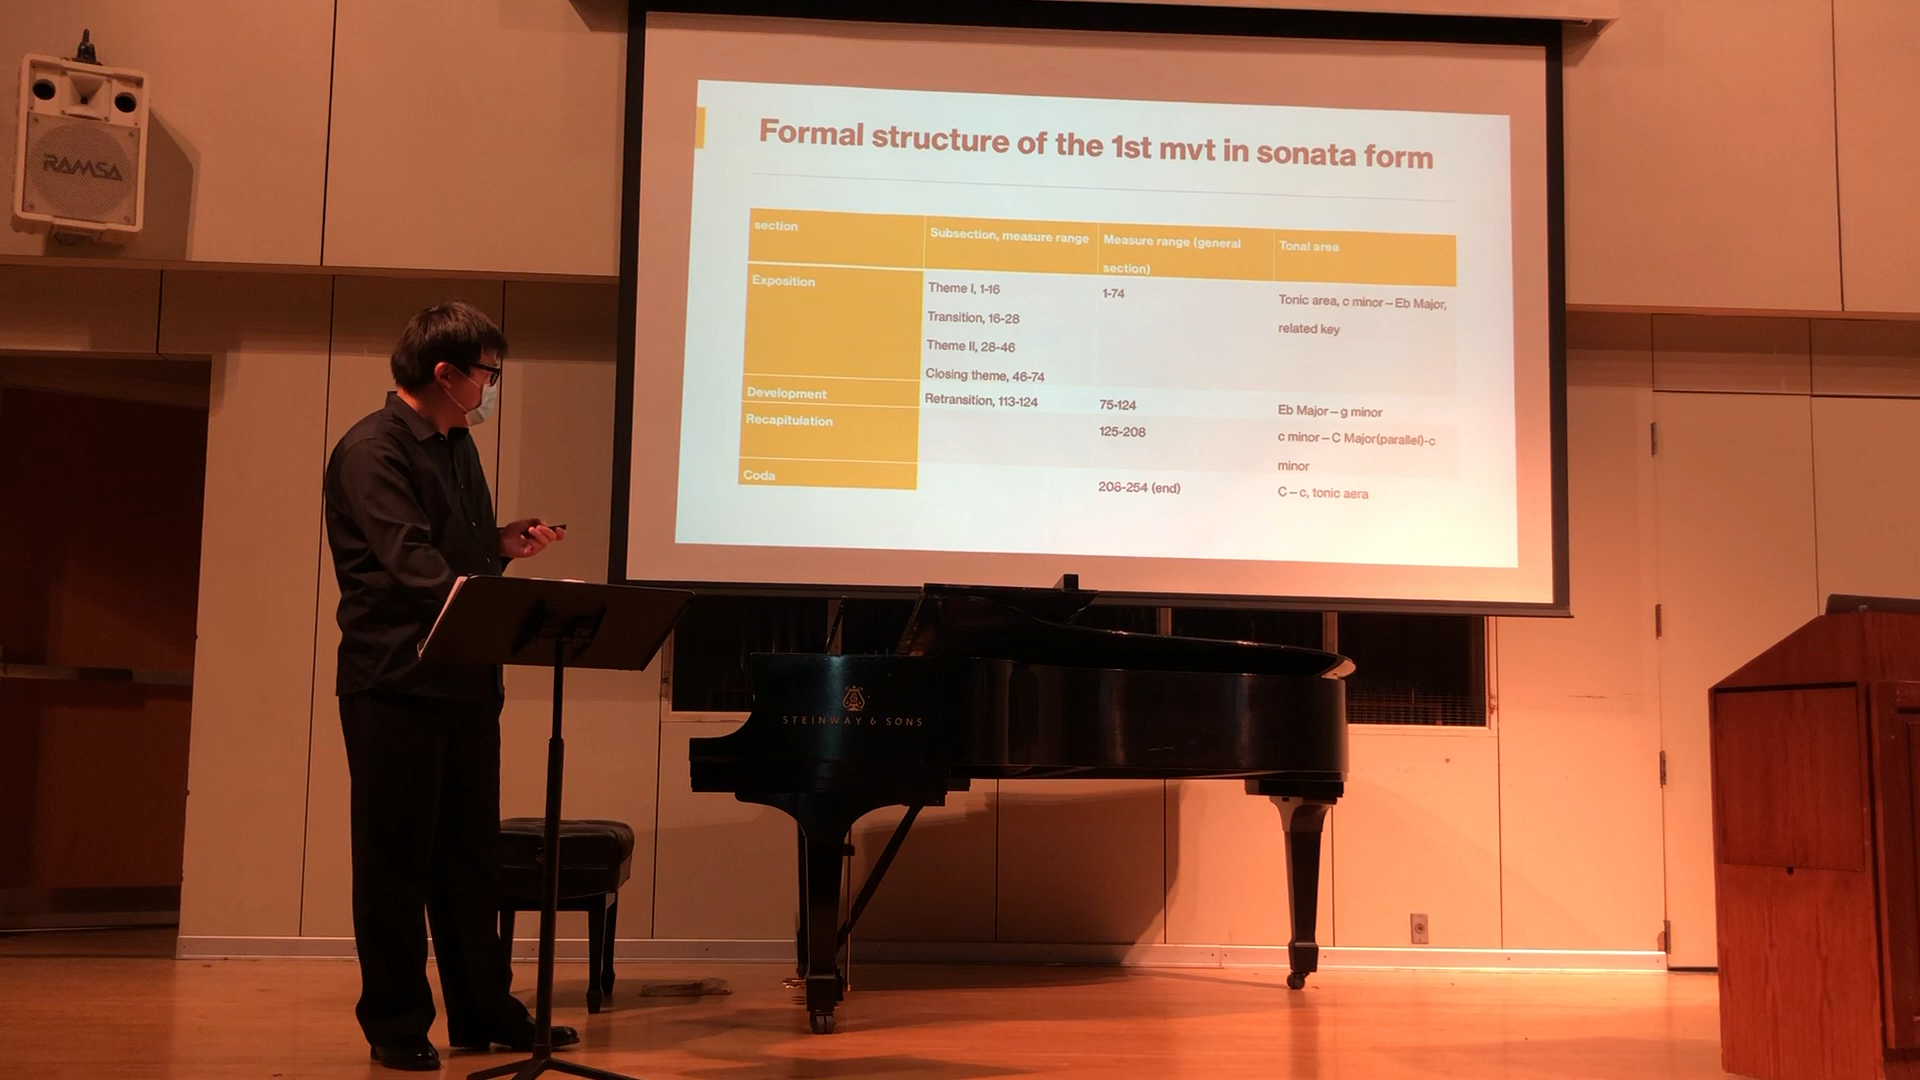 RAMSA
Formal structure of the 1st mvt in sonata form
section
Subsection, measure range
Measure range (general
section)
Tonal area
Exposition
Theme I, 1-16
Transition, 16-28
Theme II, 28-46
Closing theme, 46-74
1-74
Tonic area, c minor – Eb Major,
related key
Development
Retransition, 113-124
75-124
Eb Major – g minor
Recapitulation
125-208
c minor – C Major(parallel)-c
minor
Coda
208-254 (end)
C – c, tonic aera
STEINWAY & SONS